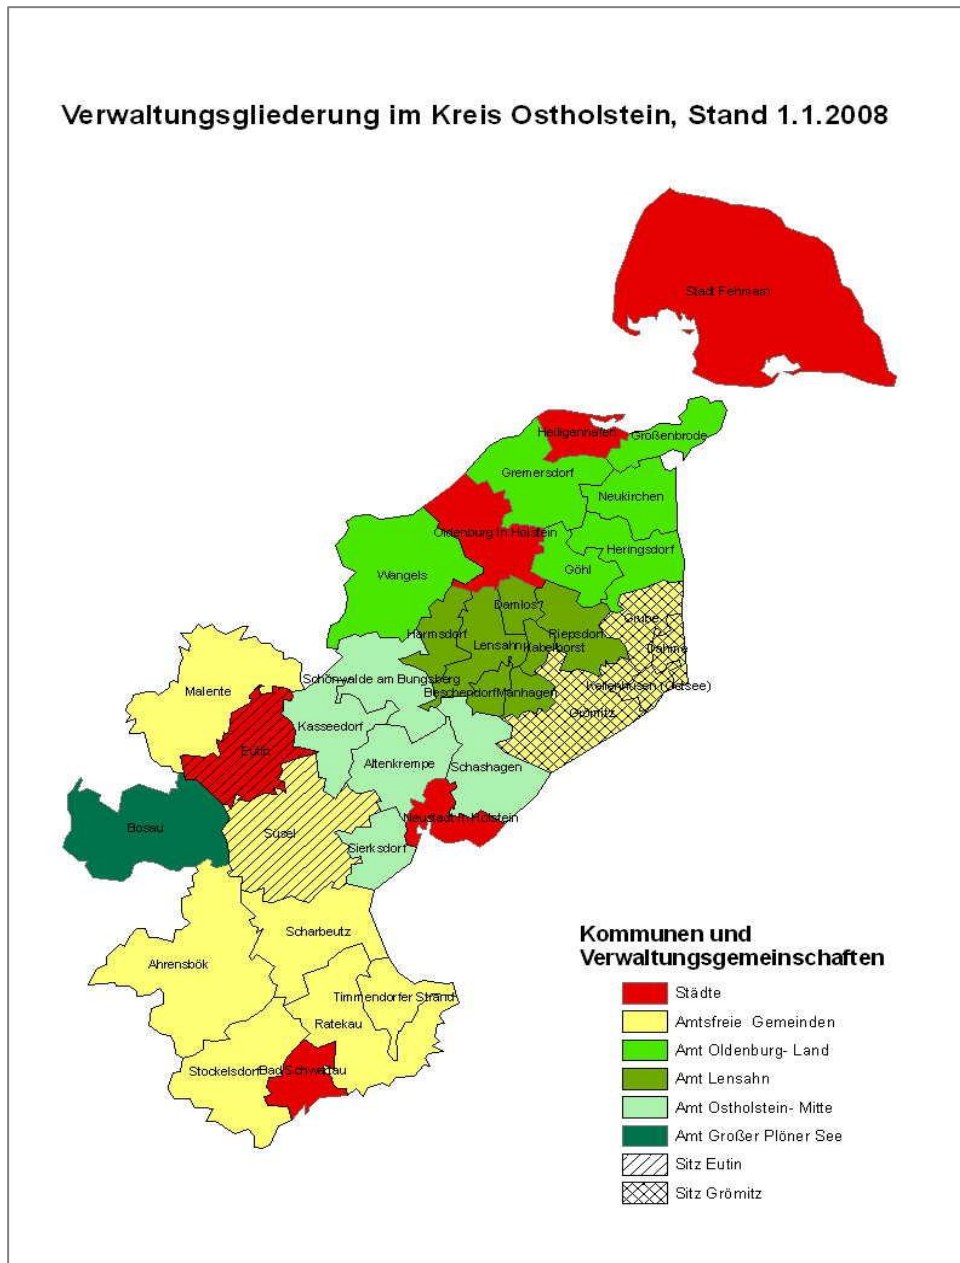 Verwaltungsgliederung im Kreis Ostholstein, Stand 1.1.2008
Stadt Fehmarn
Heiligenhafen
Großenbrode
Gremersdorf
Neukirchen
Oldenburg in Holstein
Heringsdorf
Göhl
Wangels
Damlos
Grube
Harmsdorf
Riepsdorf
Lensahn
Kabelhorst
Dahme
Schönwalde am Bungsberg
Kellenhusen (Ostsee)
Malente
Beschendorf
Manhagen
Grömitz
Kasseedorf
Eutin
Altenkrempe
Schashagen
Neustadt in Holstein
Bosau
Süsel
Sierksdorf
Scharbeutz
Ahrensbök
Timmendorfer Strand
Ratekau
Stockelsdorf
Bad Schwartau
Kommunen und
Verwaltungsgemeinschaften
Städte
Amtsfreie Gemeinden
Amt Oldenburg- Land
Amt Lensahn
Amt Ostholstein- Mitte
Amt Großer Plöner See
Sitz Eutin
Sitz Grömitz